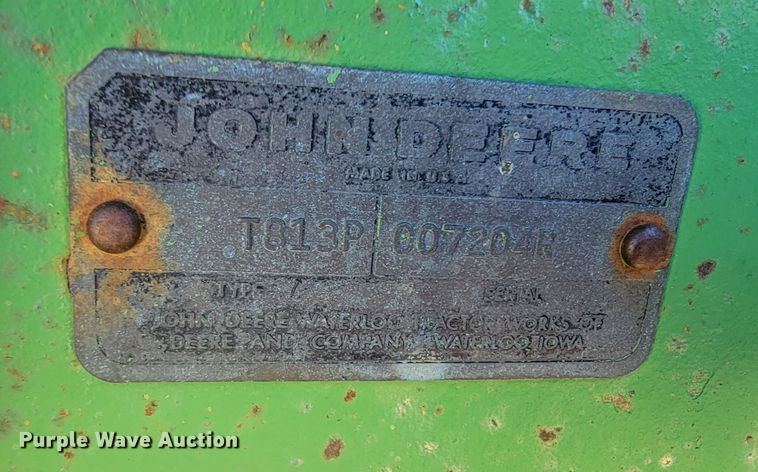 JOHN DEERE
MADE IN U.S.A.
T813P 007204R
TYPE SERIAL
JOHN DEERE WATERLOO TRACTOR WORKS OF
DEERE AND COMPANY WATERLOO, IOWA
Purple Wave Auction